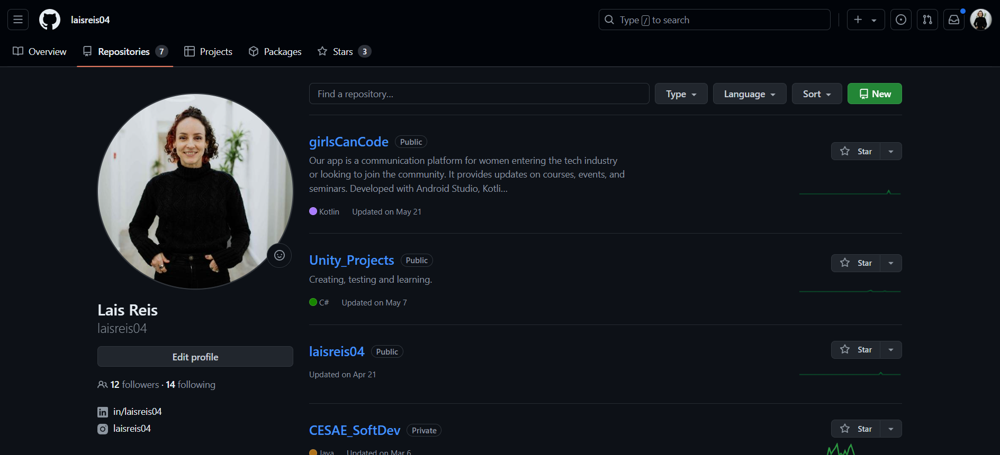 laisreis04
Type / to search
Overview
Repositories 7
Projects
Packages
Stars 3
Find a repository...
Type
Language
Sort
New
Lais Reis
laisreis04
Edit profile
12 followers · 14 following
in/laisreis04
laisreis04
girlsCanCode Public
Star
Our app is a communication platform for women entering the tech industry
or looking to join the community. It provides updates on courses, events, and
seminars. Developed with Android Studio, Kotli...
Kotlin Updated on May 21
Unity_Projects Public
Star
Creating, testing and learning.
C# Updated on May 7
laisreis04 Public
Star
Updated on Apr 21
CESAE_SoftDev Private
Star
Java Updated on Mar 6